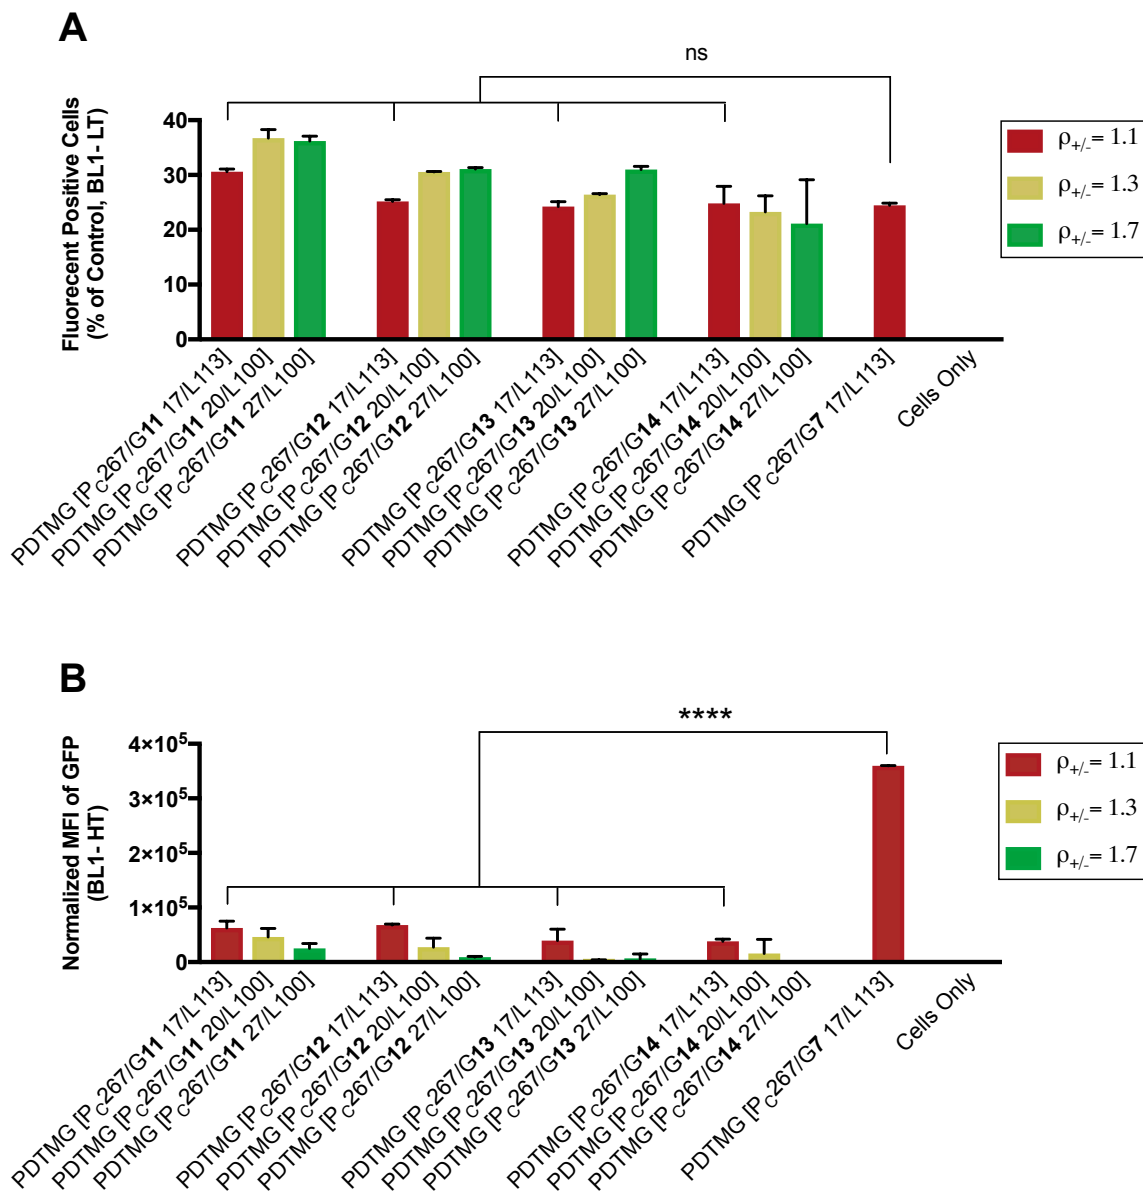 A
ns
Fluorecent Positive Cells
(% of Control, BL1- LT)
40
30
20
10
0
ρ+/-= 1.1
ρ+/-= 1.3
ρ+/-= 1.7
PDTMG [PC267/G11 17/L113]
PDTMG [PC267/G11 20/L100]
PDTMG [PC267/G11 27/L100]
PDTMG [PC267/G12 17/L113]
PDTMG [PC267/G12 20/L100]
PDTMG [PC267/G12 27/L100]
PDTMG [PC267/G13 17/L113]
PDTMG [PC267/G13 20/L100]
PDTMG [PC267/G13 27/L100]
PDTMG [PC267/G14 17/L113]
PDTMG [PC267/G14 20/L100]
PDTMG [PC267/G14 27/L100]
PDTMG [PC267/G7 17/L113]
Cells Only
B
****
Normalized MFI of GFP
(BL1- HT)
4×10⁵
3×10⁵
2×10⁵
1×10⁵
0
ρ+/-= 1.1
ρ+/-= 1.3
ρ+/-= 1.7
PDTMG [PC267/G11 17/L113]
PDTMG [PC267/G11 20/L100]
PDTMG [PC267/G11 27/L100]
PDTMG [PC267/G12 17/L113]
PDTMG [PC267/G12 20/L100]
PDTMG [PC267/G12 27/L100]
PDTMG [PC267/G13 17/L113]
PDTMG [PC267/G13 20/L100]
PDTMG [PC267/G13 27/L100]
PDTMG [PC267/G14 17/L113]
PDTMG [PC267/G14 20/L100]
PDTMG [PC267/G14 27/L100]
PDTMG [PC267/G7 17/L113]
Cells Only